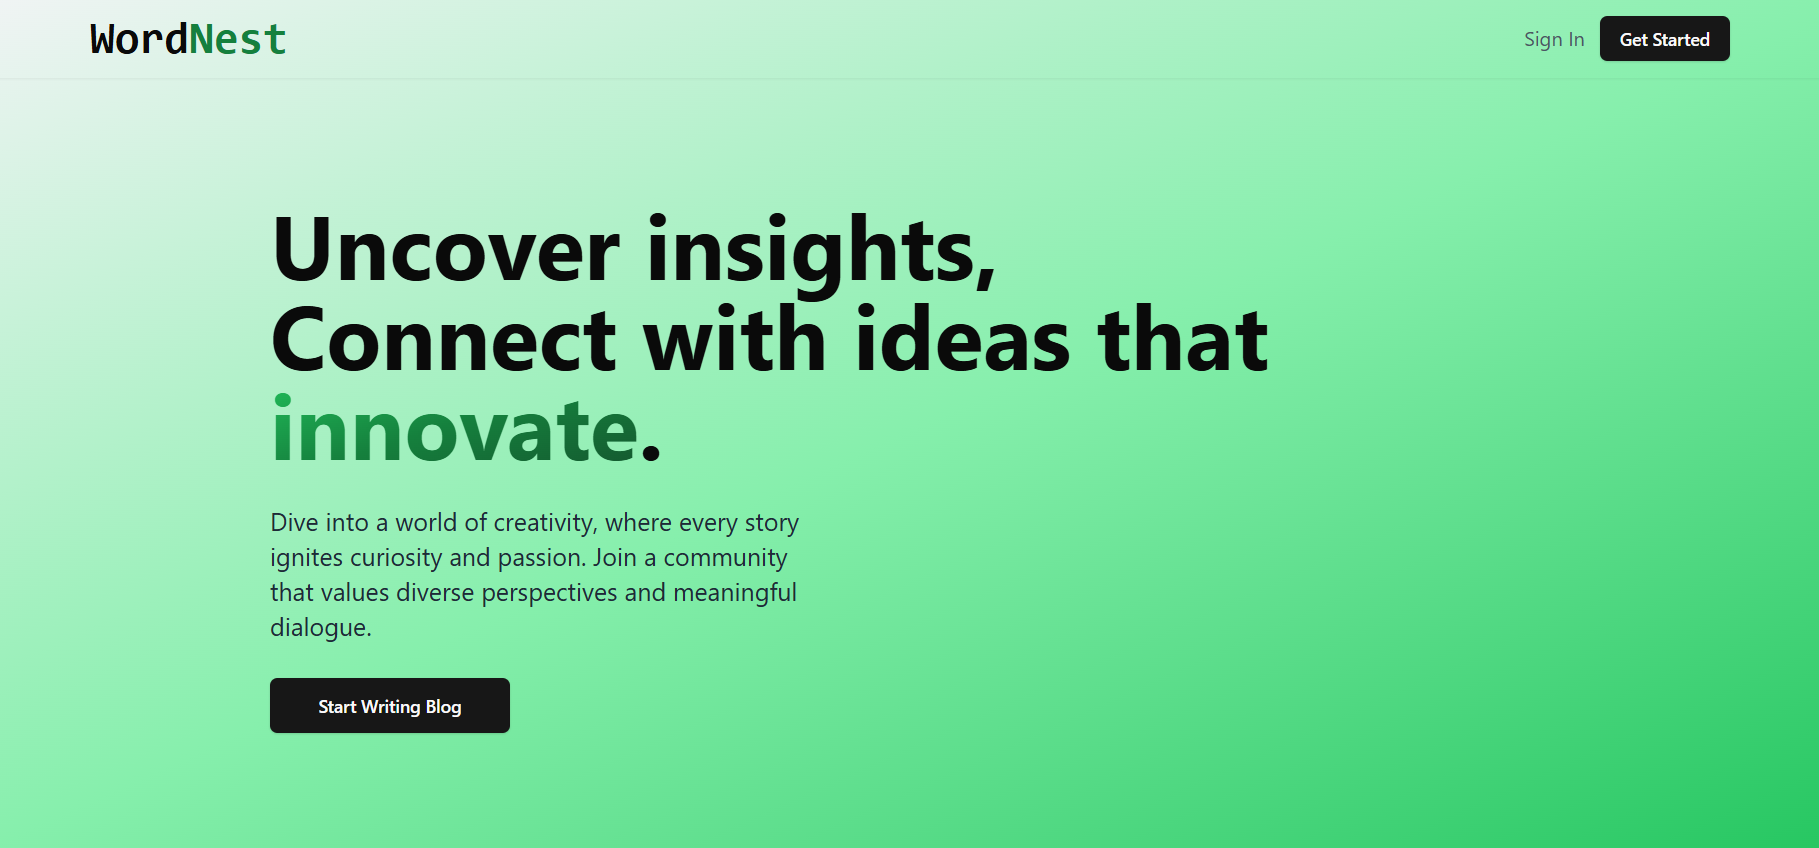 WordNest
Sign In
Get Started
Uncover insights,
Connect with ideas that
innovate.
Dive into a world of creativity, where every story
ignites curiosity and passion. Join a community
that values diverse perspectives and meaningful
dialogue.
Start Writing Blog